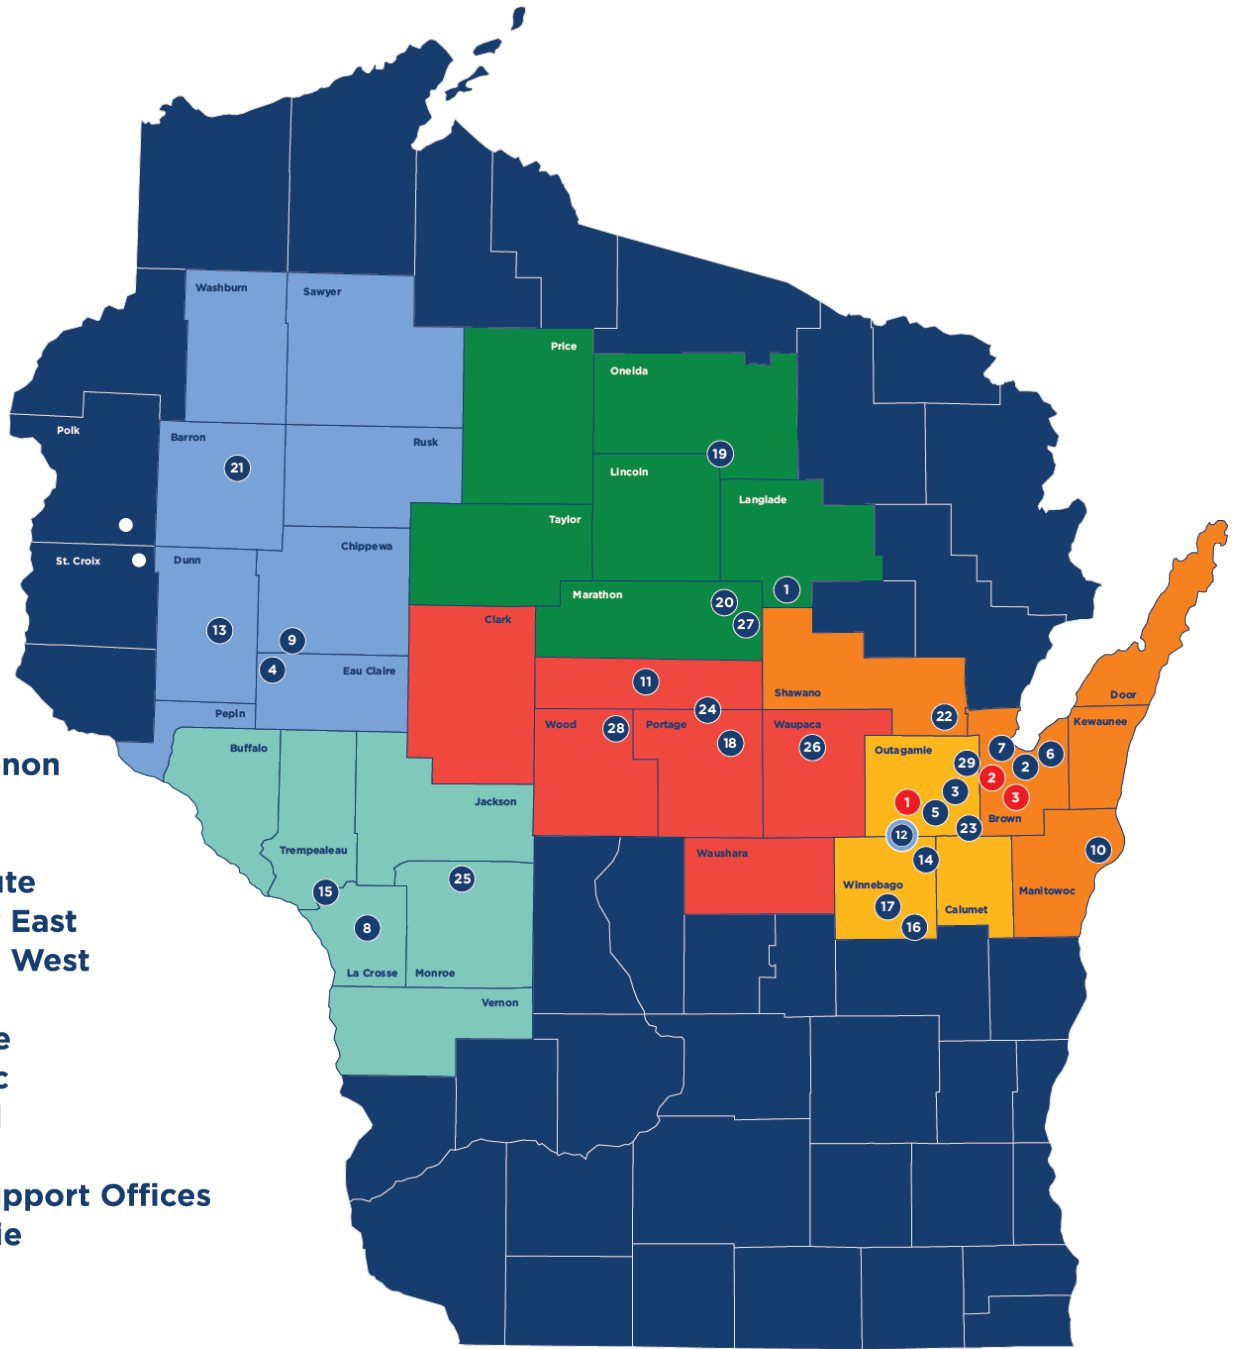 Washburn
Sawyer
Price
Oneida
Polk
Barron
Rusk
21
19
Lincoln
Langlade
Taylor
St. Croix
Dunn
Chippewa
Marathon
1
20
27
Clark
13
9
4
Eau Claire
11
Shawano
Door
Pepin
24
22
Kewaunee
Buffalo
Wood
28
Portage
18
Waupaca
26
Outagamie
29
7
2
6
non
2
3
1
3
5
Brown
23
Jackson
12
Trempealeau
Waushara
14
10
ute
15
25
Winnebago
17
Calumet
Manitowoc
East
8
16
West
La Crosse
Monroe
Vernon
e
c
pport Offices
ie